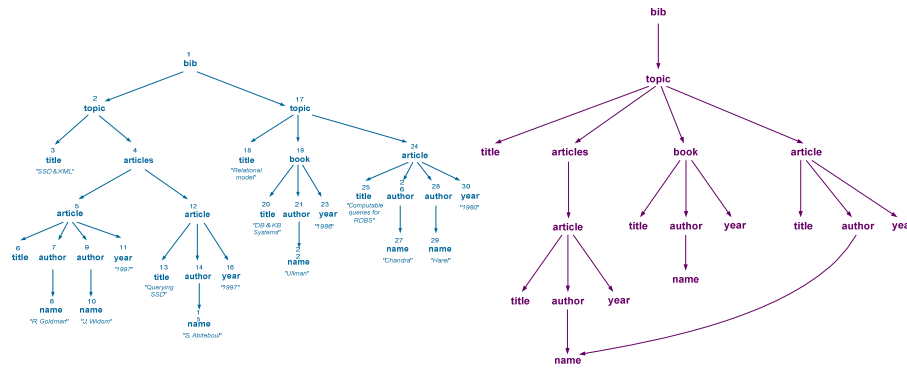 bib
1
bib
topic
2
topic
17
topic
title
articles
book
article
3
title
"SSD & XML"
4
articles
18
title
"Relational
model"
19
book
24
article
5
article
12
article
20
title
"DB & KB
Systems"
21
author
23
year
"1988"
25
title
"Computable
queries for
RDBS"
26
author
28
author
30
year
"1980"
article
title
author
year
title
author
yea
6
title
7
author
9
author
11
year
"1997"
13
title
"Querying
SSD"
14
author
16
year
"1997"
22
name
"Ullman"
27
name
"Chandra"
29
name
"Harel"
name
title
author
year
8
name
"R. Goldman"
10
name
"J. Widom"
15
name
"S. Abiteboul"
name